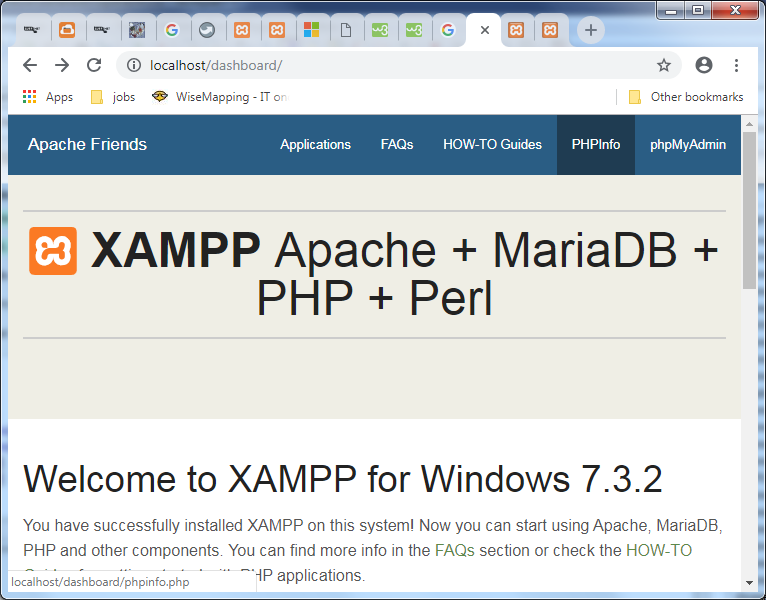 localhost/dashboard/
Apps jobs WiseMapping - IT on Other bookmarks
Apache Friends Applications FAQs HOW-TO Guides PHPInfo phpMyAdmin
XAMPP Apache + MariaDB +
PHP + Perl
Welcome to XAMPP for Windows 7.3.2
You have successfully installed XAMPP on this system! Now you can start using Apache, MariaDB,
PHP and other components. You can find more info in the FAQs section or check the HOW-TO
PHP applications.
localhost/dashboard/phpinfo.php